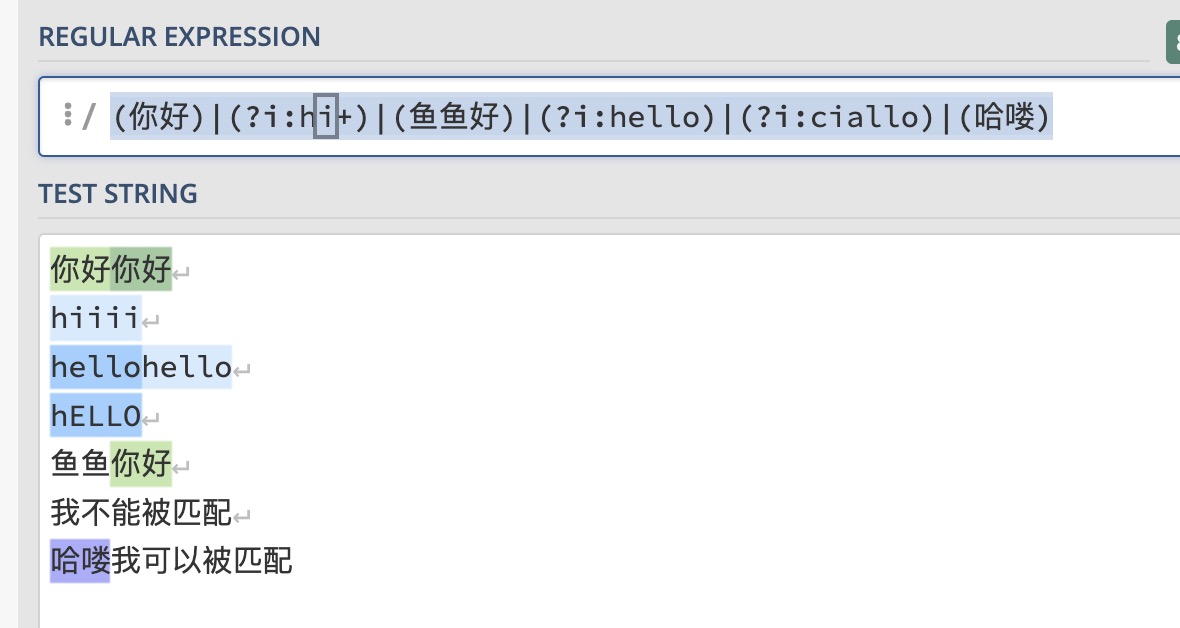 REGULAR EXPRESSION
/ (你好)|(?i:hi+)|(鱼鱼好)|(?i:hello)|(?i:ciallo)|(哈喽)
TEST STRING
你好你好↵
hiiii↵
hellohello↵
hELLO↵
鱼鱼你好↵
我不能被匹配↵
哈喽我可以被匹配